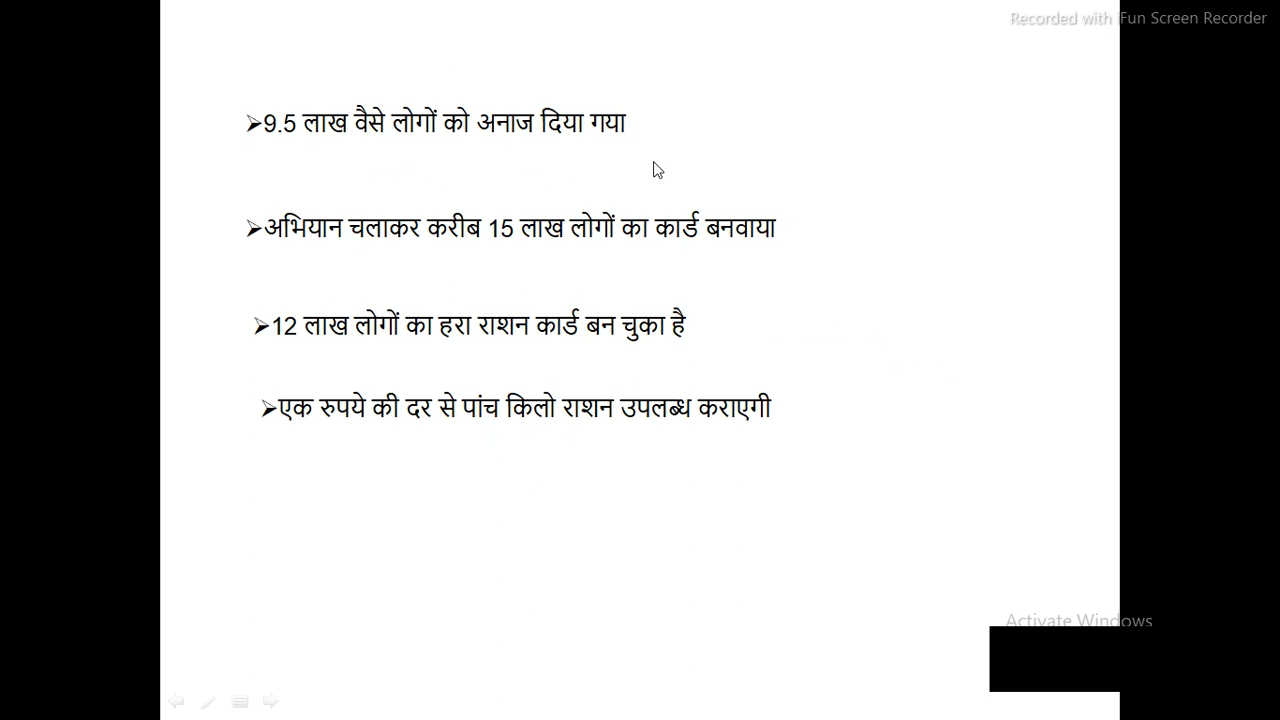 Recorded with iFun Screen Recorder
➢9.5 लाख वैसे लोगों को अनाज दिया गया
➢अभियान चलाकर करीब 15 लाख लोगों का कार्ड बनवाया
➢12 लाख लोगों का हरा राशन कार्ड बन चुका है
➢एक रुपये की दर से पांच किलो राशन उपलब्ध कराएगी
Activate Windows